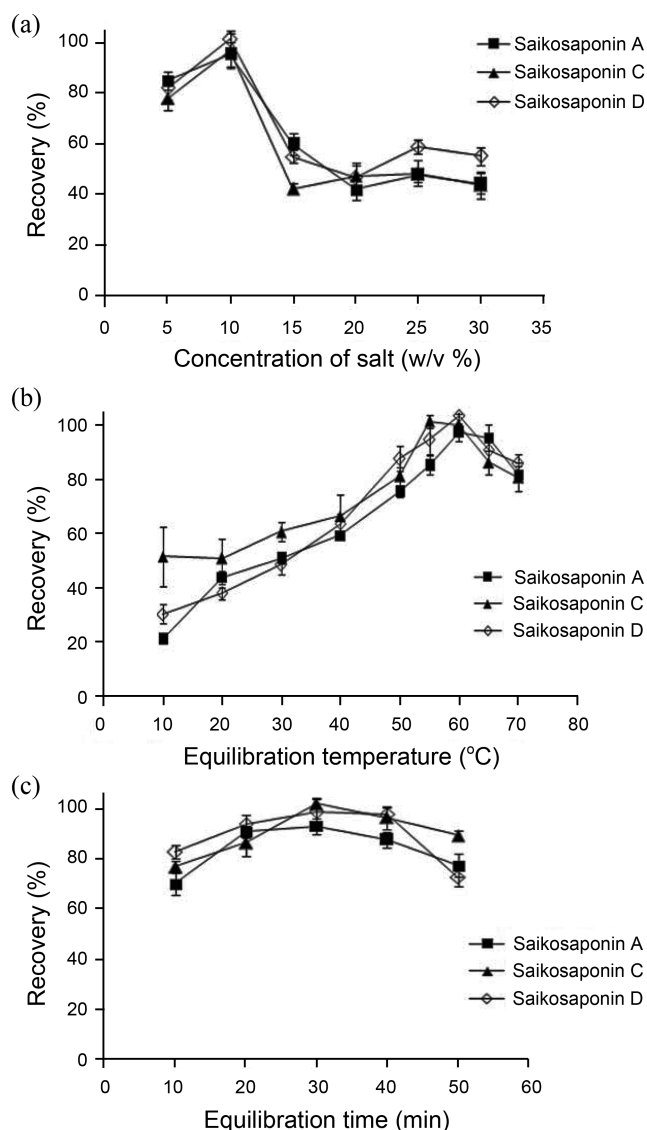 (a)
100
80
60
40
20
0
Recovery (%)
0 5 10 15 20 25 30 35
Concentration of salt (w/v %)
Saikosaponin A
Saikosaponin C
Saikosaponin D
(b)
100
80
60
40
20
0
Recovery (%)
0 10 20 30 40 50 60 70 80
Equilibration temperature (°C)
Saikosaponin A
Saikosaponin C
Saikosaponin D
(c)
100
80
60
40
20
0
Recovery (%)
0 10 20 30 40 50 60
Equilibration time (min)
Saikosaponin A
Saikosaponin C
Saikosaponin D